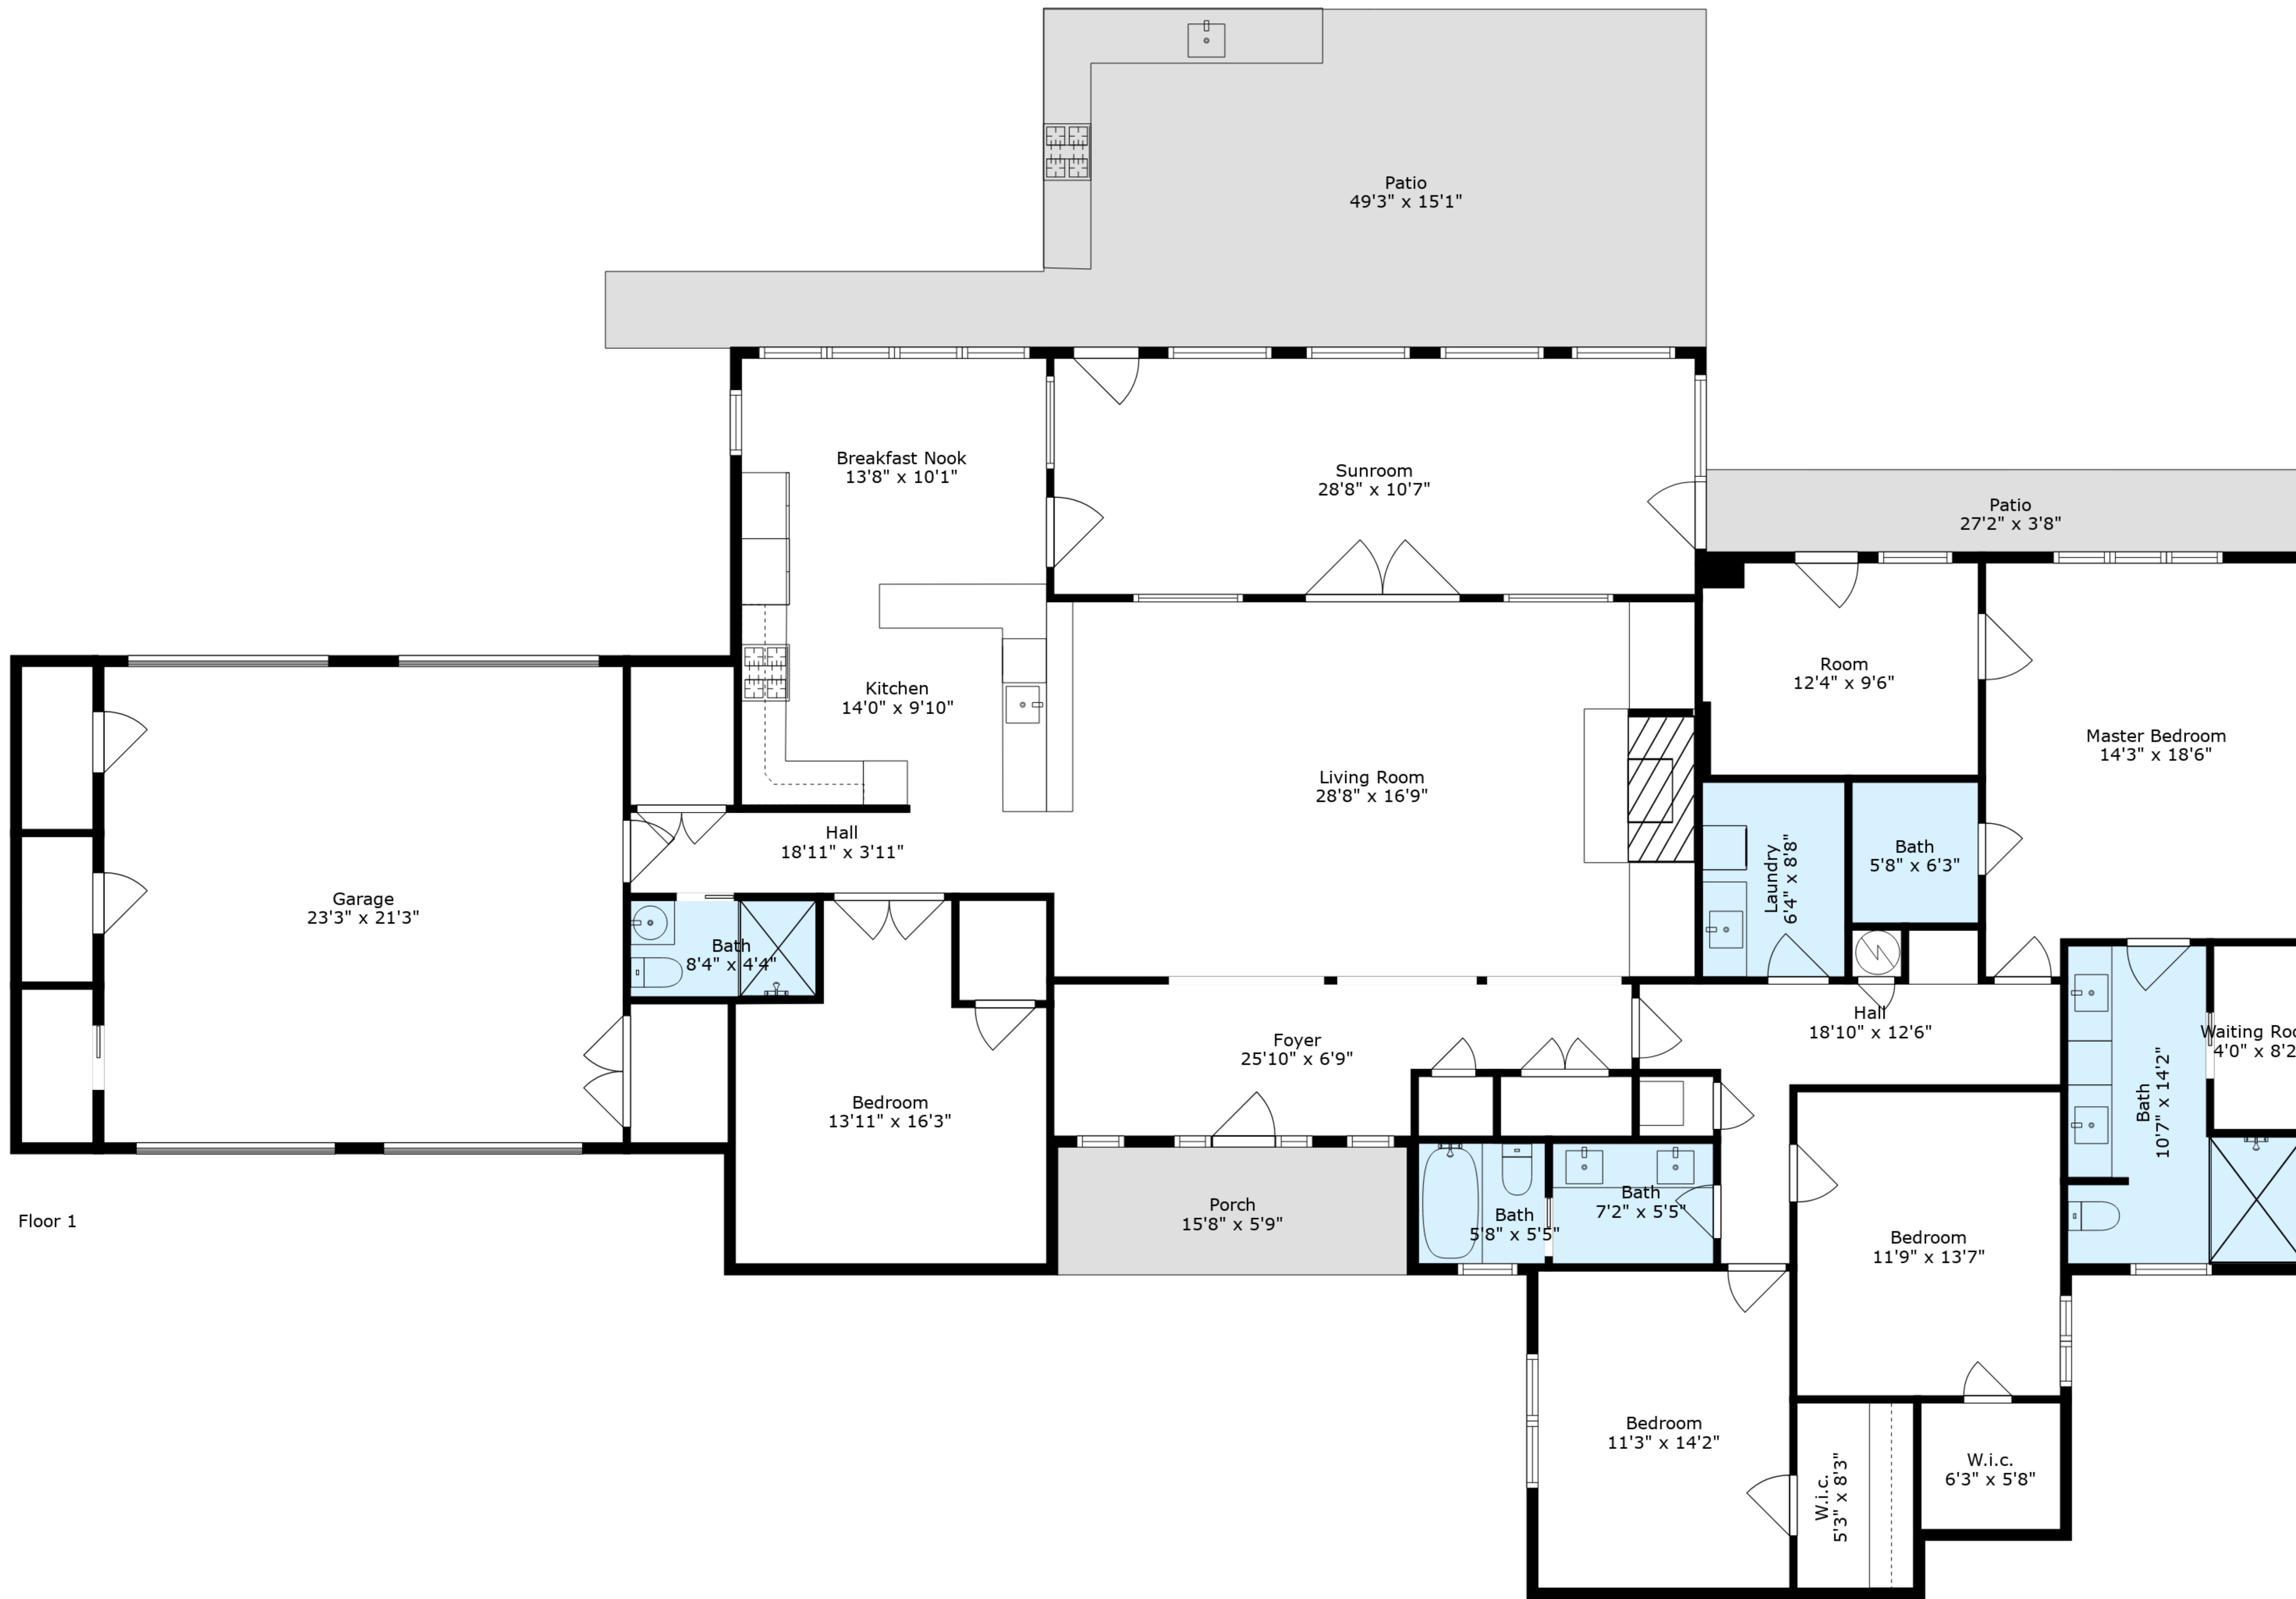 Patio
49'3" x 15'1"
Breakfast Nook
13'8" x 10'1"
Sunroom
28'8" x 10'7"
Patio
27'2" x 3'8"
Room
12'4" x 9'6"
Kitchen
14'0" x 9'10"
Master Bedroom
14'3" x 18'6"
Living Room
28'8" x 16'9"
Hall
18'11" x 3'11"
Laundry
6'4" x 8'8"
Bath
5'8" x 6'3"
Garage
23'3" x 21'3"
Bath
8'4" x 4'4"
Hall
18'10" x 12'6"
Foyer
25'10" x 6'9"
Waiting Roo
4'0" x 8'2
Bath
10'7" x 14'2"
Bedroom
13'11" x 16'3"
Porch
15'8" x 5'9"
Bath
5'8" x 5'5"
Bath
7'2" x 5'5"
Floor 1
Bedroom
11'9" x 13'7"
Bedroom
11'3" x 14'2"
W.i.c.
5'3" x 8'3"
W.i.c.
6'3" x 5'8"